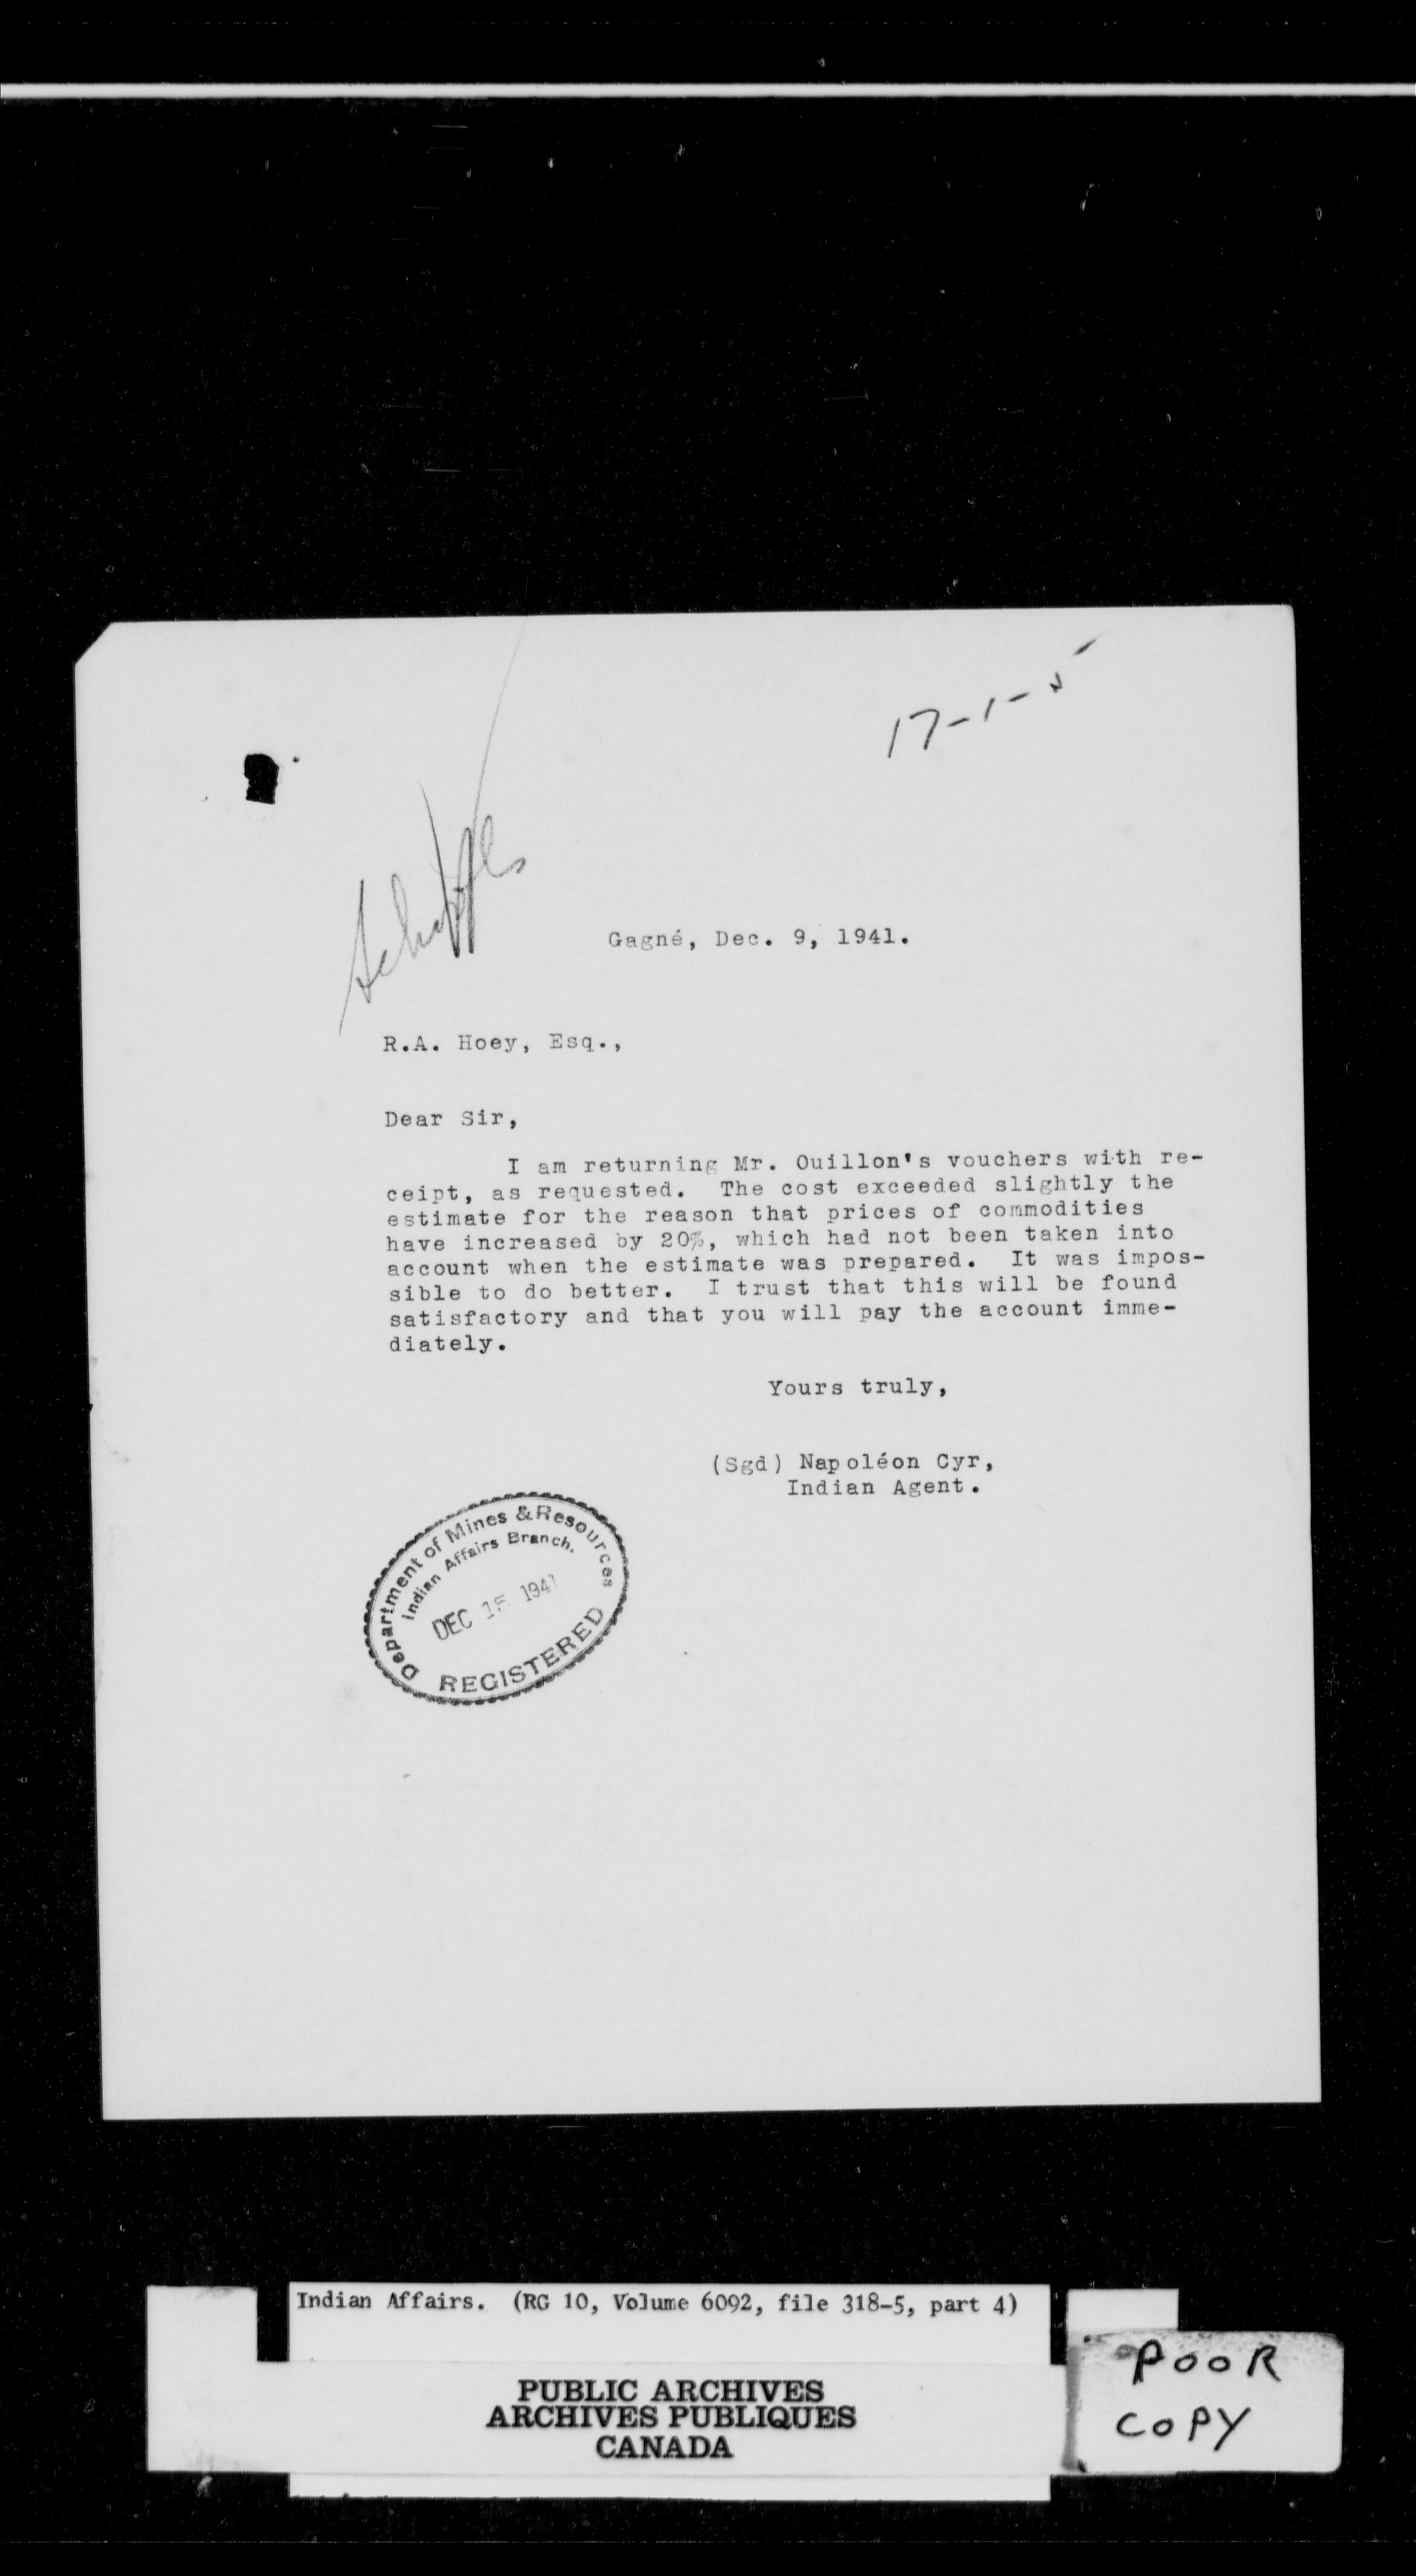 17-1-5
Gagné, Dec. 9, 1941.
R.A. Hoey, Esq.,
Dear Sir,
I am returning Mr. Ouillon's vouchers with re-
ceipt, as requested. The cost exceeded slightly the
estimate for the reason that prices of commodities
have increased by 20%, which had not been taken into
account when the estimate was prepared. It was impos-
sible to do better. I trust that this will be found
satisfactory and that you will pay the account imme-
diately.
Yours truly,
(Sgd) Napoléon Cyr,
Indian Agent.
Department of Mines & Resources
Indian Affairs Branch.
DEC 15 1941
REGISTERED
Indian Affairs. (RG 10, Volume 6092, file 318-5, part 4)
PUBLIC ARCHIVES
ARCHIVES PUBLIQUES
CANADA
POOR
COPY